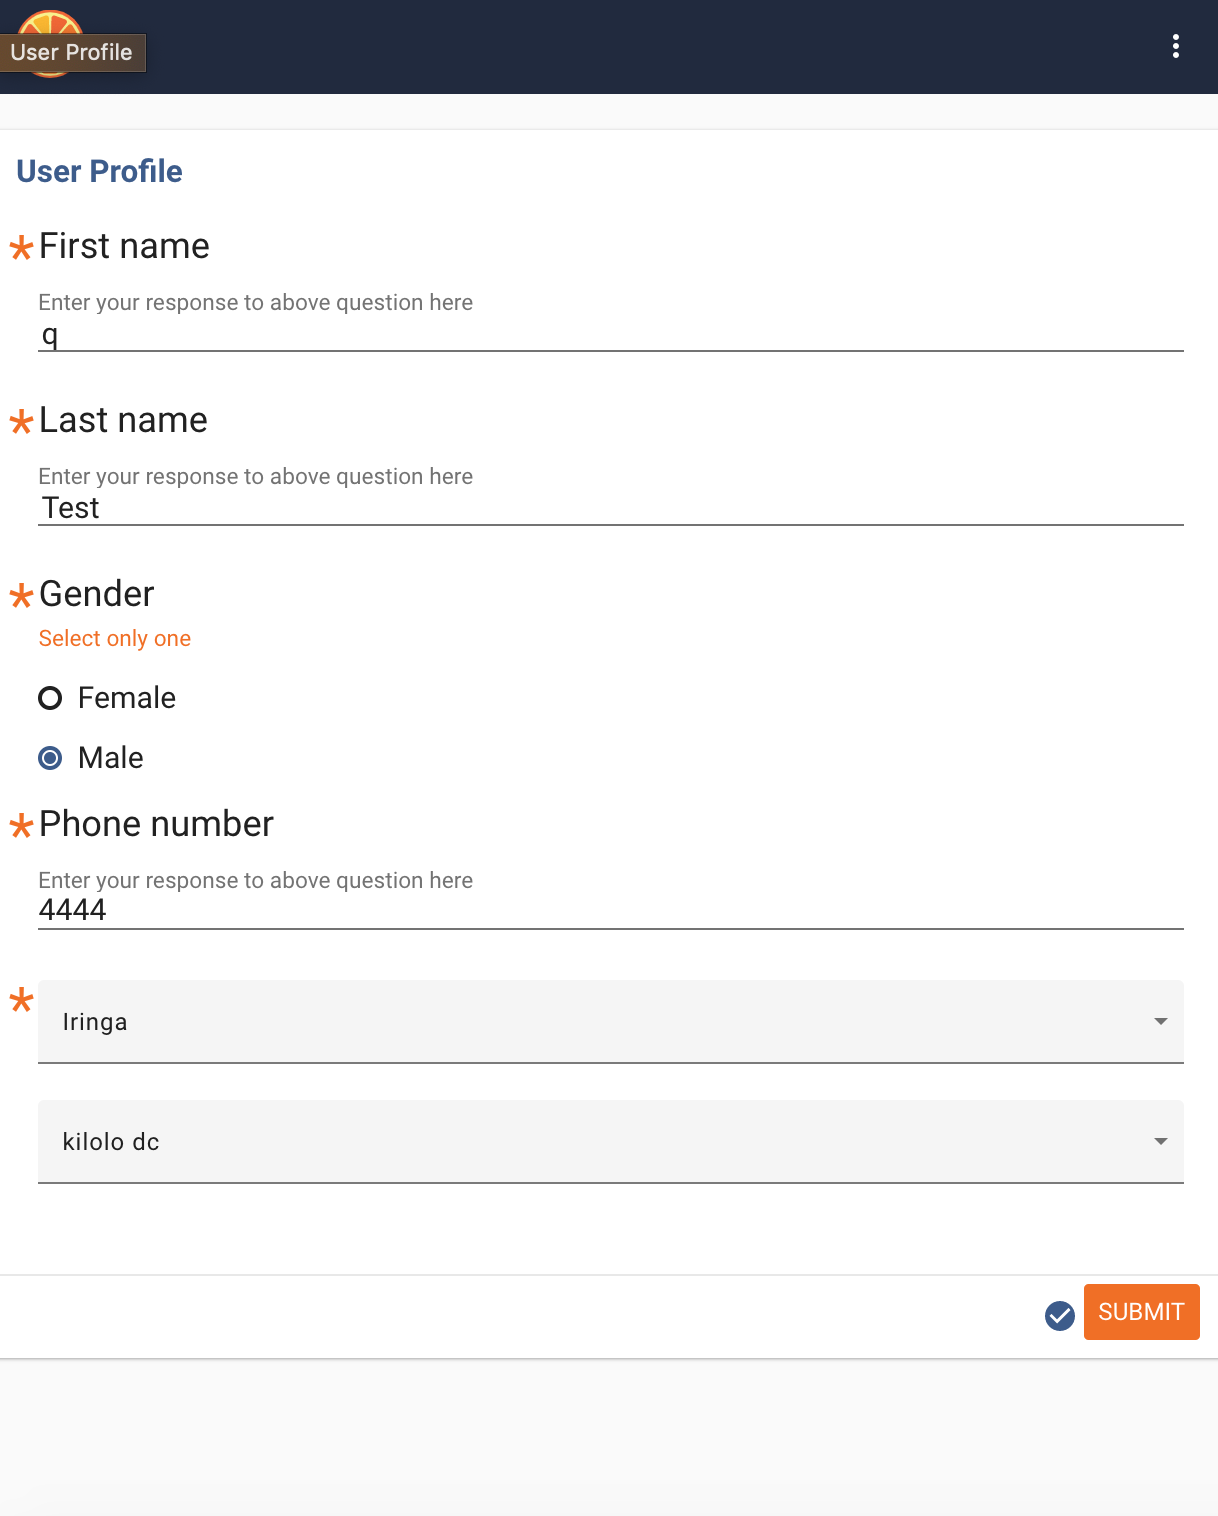 User Profile
User Profile
* First name
Enter your response to above question here
q
* Last name
Enter your response to above question here
Test
* Gender
Select only one
Female
Male
* Phone number
Enter your response to above question here
4444
* Iringa
kilolo dc
SUBMIT